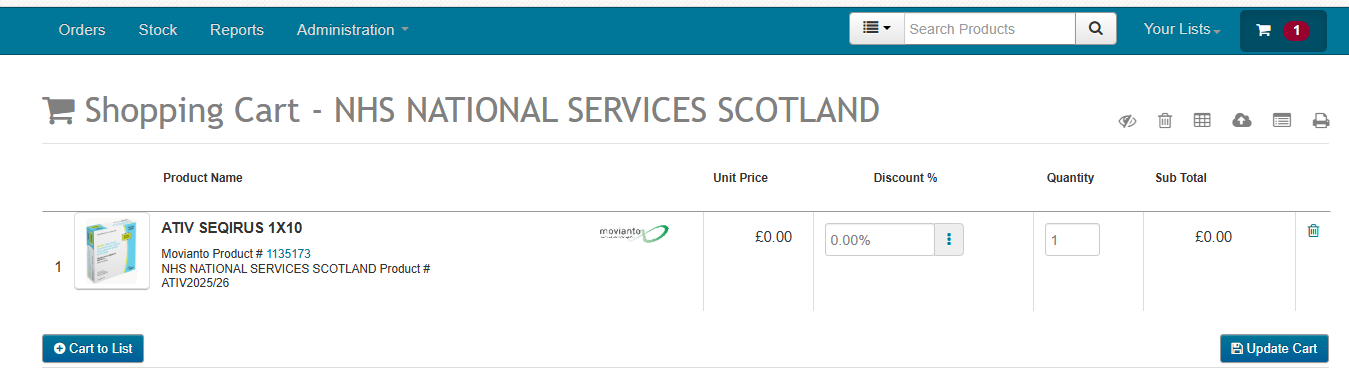 Orders Stock Reports Administration Search Products Your Lists 1
Shopping Cart - NHS NATIONAL SERVICES SCOTLAND
Product Name Unit Price Discount % Quantity Sub Total
ATIV SEQIRUS 1X10
movianto
£0.00 0.00% 1 £0.00
Movianto Product # 1135173
1
NHS NATIONAL SERVICES SCOTLAND Product #
ATIV2025/26
Cart to List Update Cart